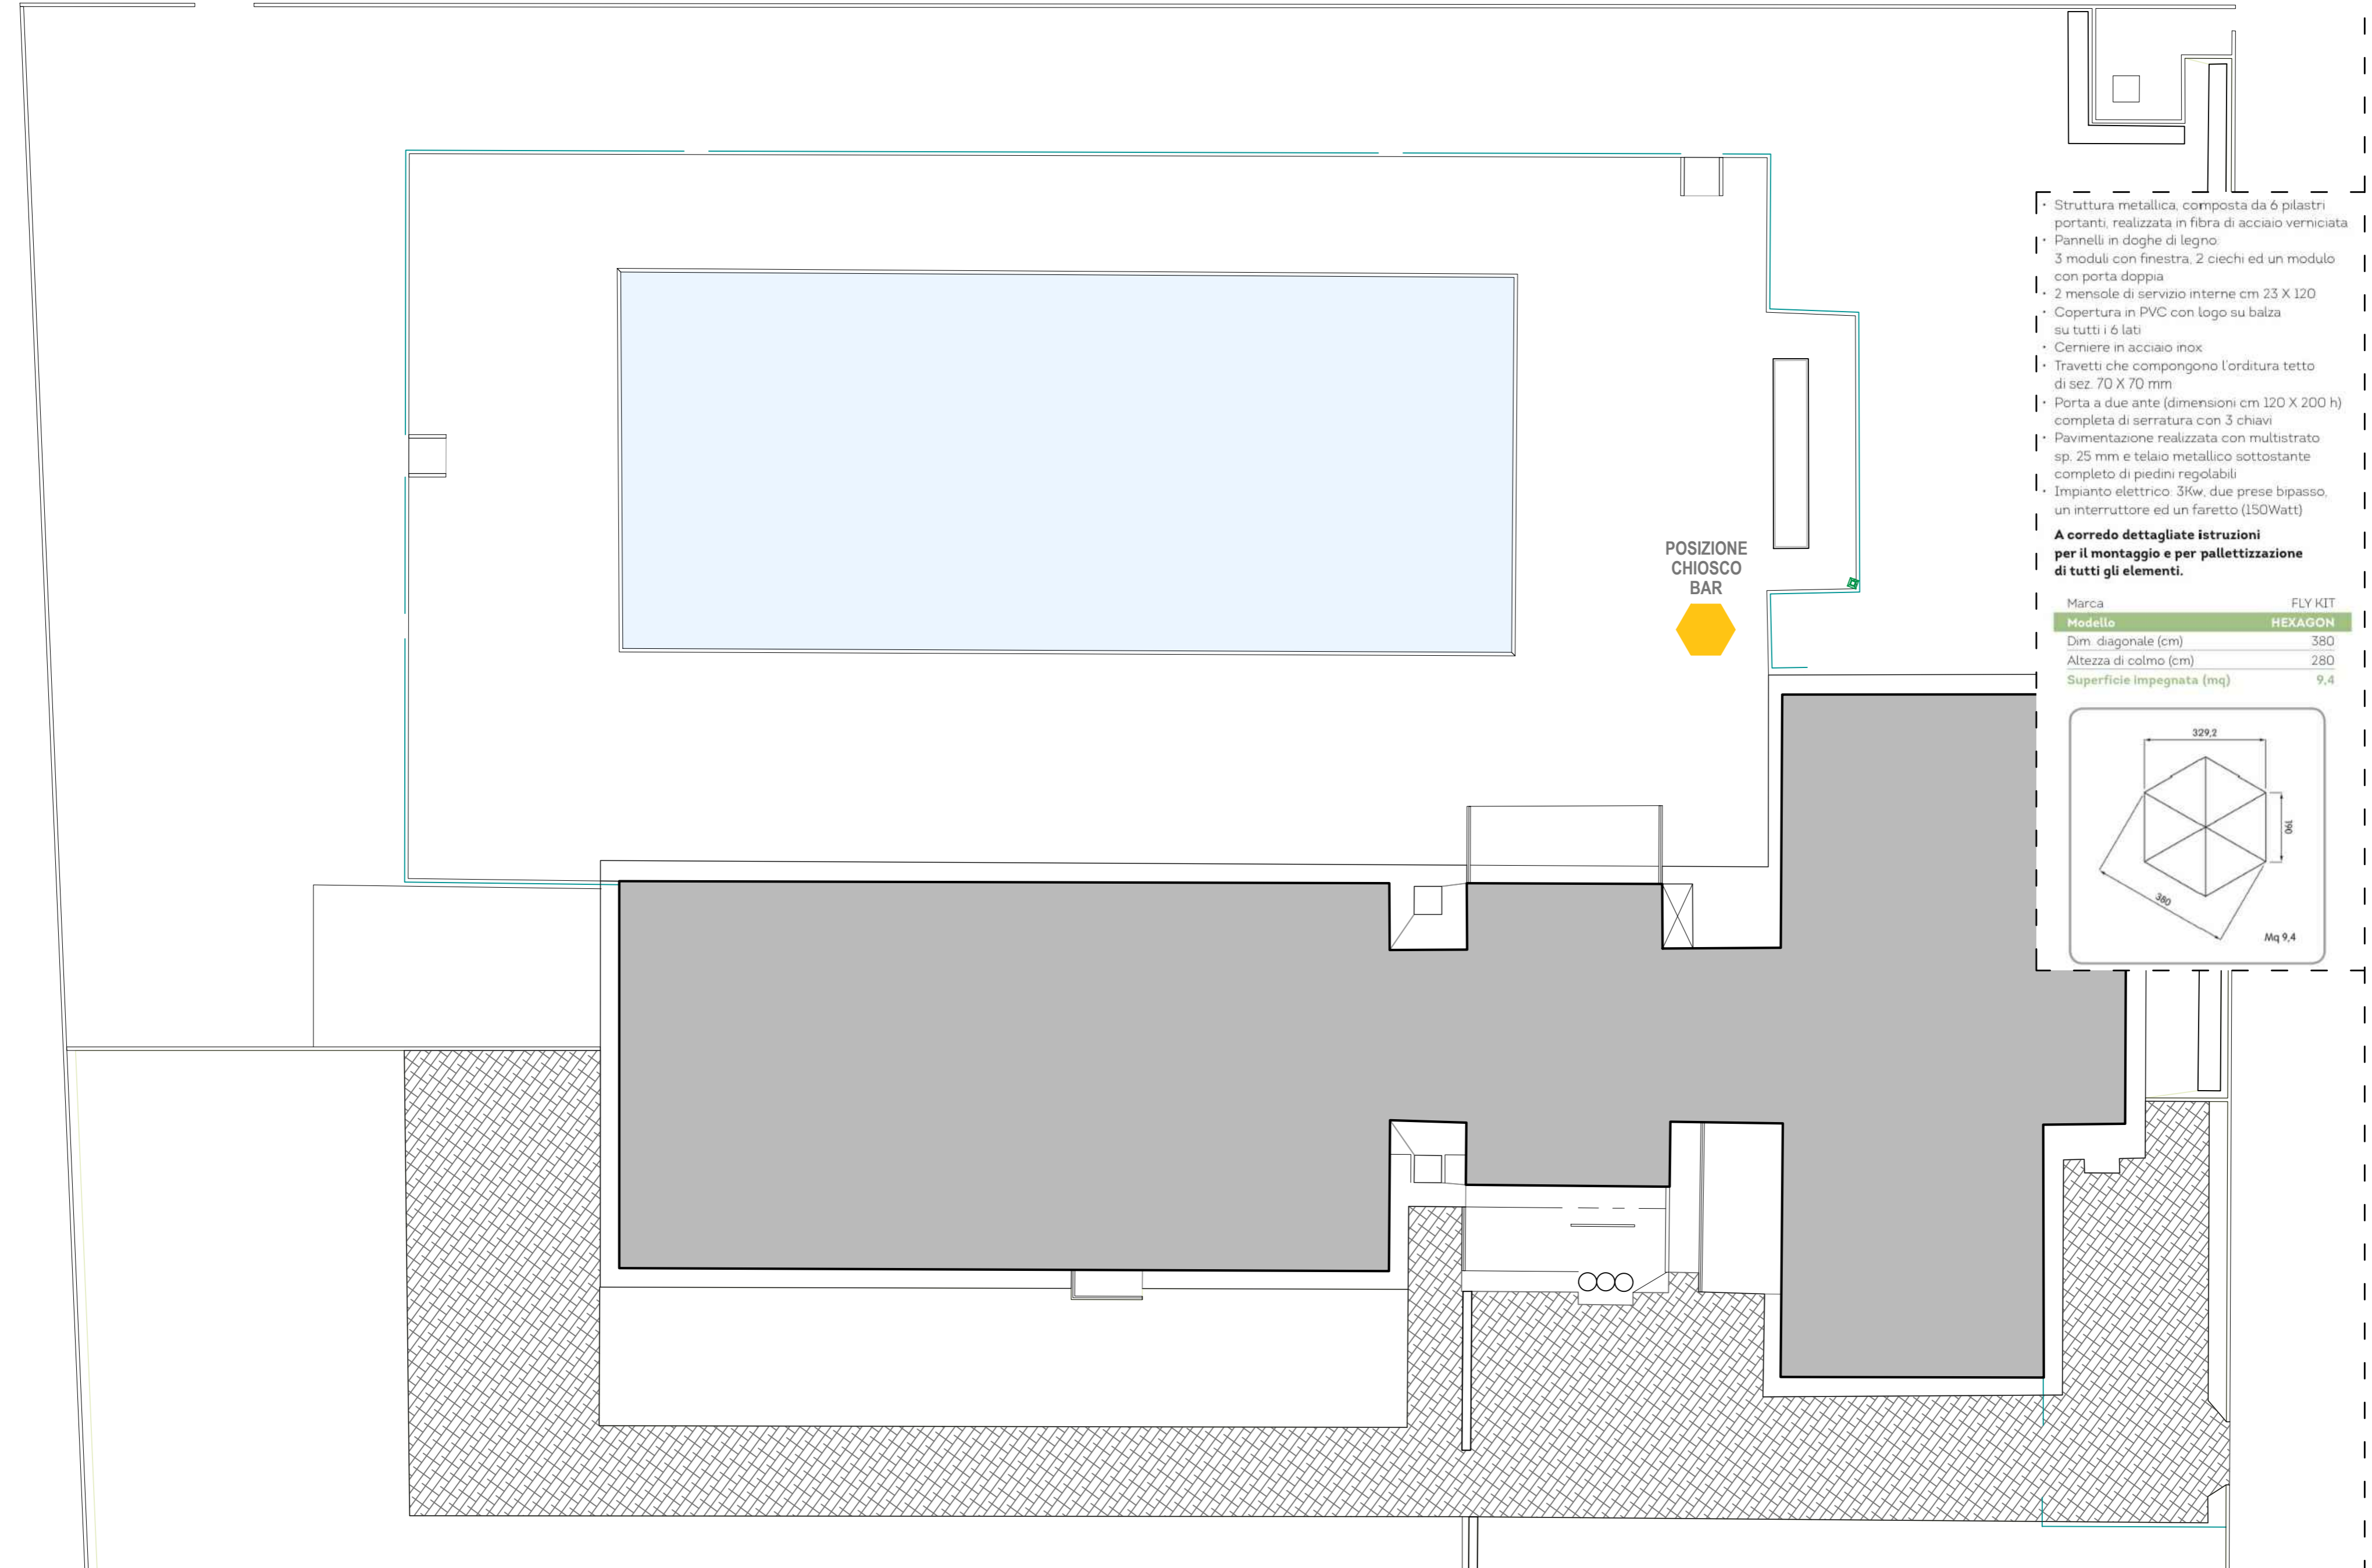 • Struttura metallica, composta da 6 pilastri
portanti, realizzata in fibra di acciaio verniciata
• Pannelli in doghe di legno:
3 moduli con finestra, 2 ciechi ed un modulo
con porta doppia
• 2 mensole di servizio interne cm 23 X 120
• Copertura in PVC con logo su balza
su tutti i 6 lati
• Cerniere in acciaio inox
• Travetti che compongono l'orditura tetto
di sez. 70 X 70 mm
• Porta a due ante (dimensioni cm 120 X 200 h)
completa di serratura con 3 chiavi
• Pavimentazione realizzata con multistrato
sp. 25 mm e telaio metallico sottostante
completo di piedini regolabili
• Impianto elettrico: 3Kw, due prese bipasso,
un interruttore ed un faretto (150Watt)
A corredo dettagliate istruzioni
per il montaggio e per pallettizzazione
di tutti gli elementi.
POSIZIONE
CHIOSCO
BAR
Marca FLY KIT
Modello HEXAGON
Dim. diagonale (cm) 380
Altezza di colmo (cm) 280
Superficie impegnata (mq) 9,4
329,2
190
380
Mq 9,4